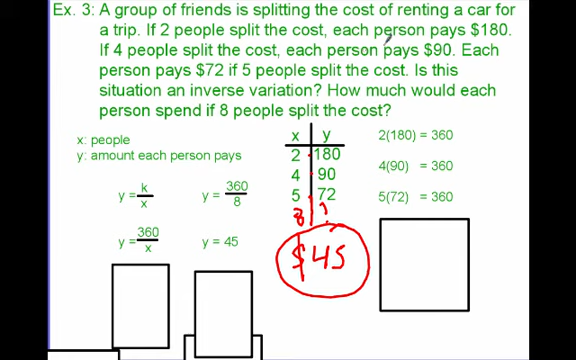 Ex. 3: A group of friends is splitting the cost of renting a car for
a trip. If 2 people split the cost, each person pays $180.
If 4 people split the cost, each person pays $90. Each
person pays $72 if 5 people split the cost. Is this
situation an inverse variation? How much would each
person spend if 8 people split the cost?
x: people
y: amount each person pays
y = k/x
y = 360/8
y = 360/x
y = 45
x y
2 180
4 90
5 72
8 ?
$45
2(180) = 360
4(90) = 360
5(72) = 360